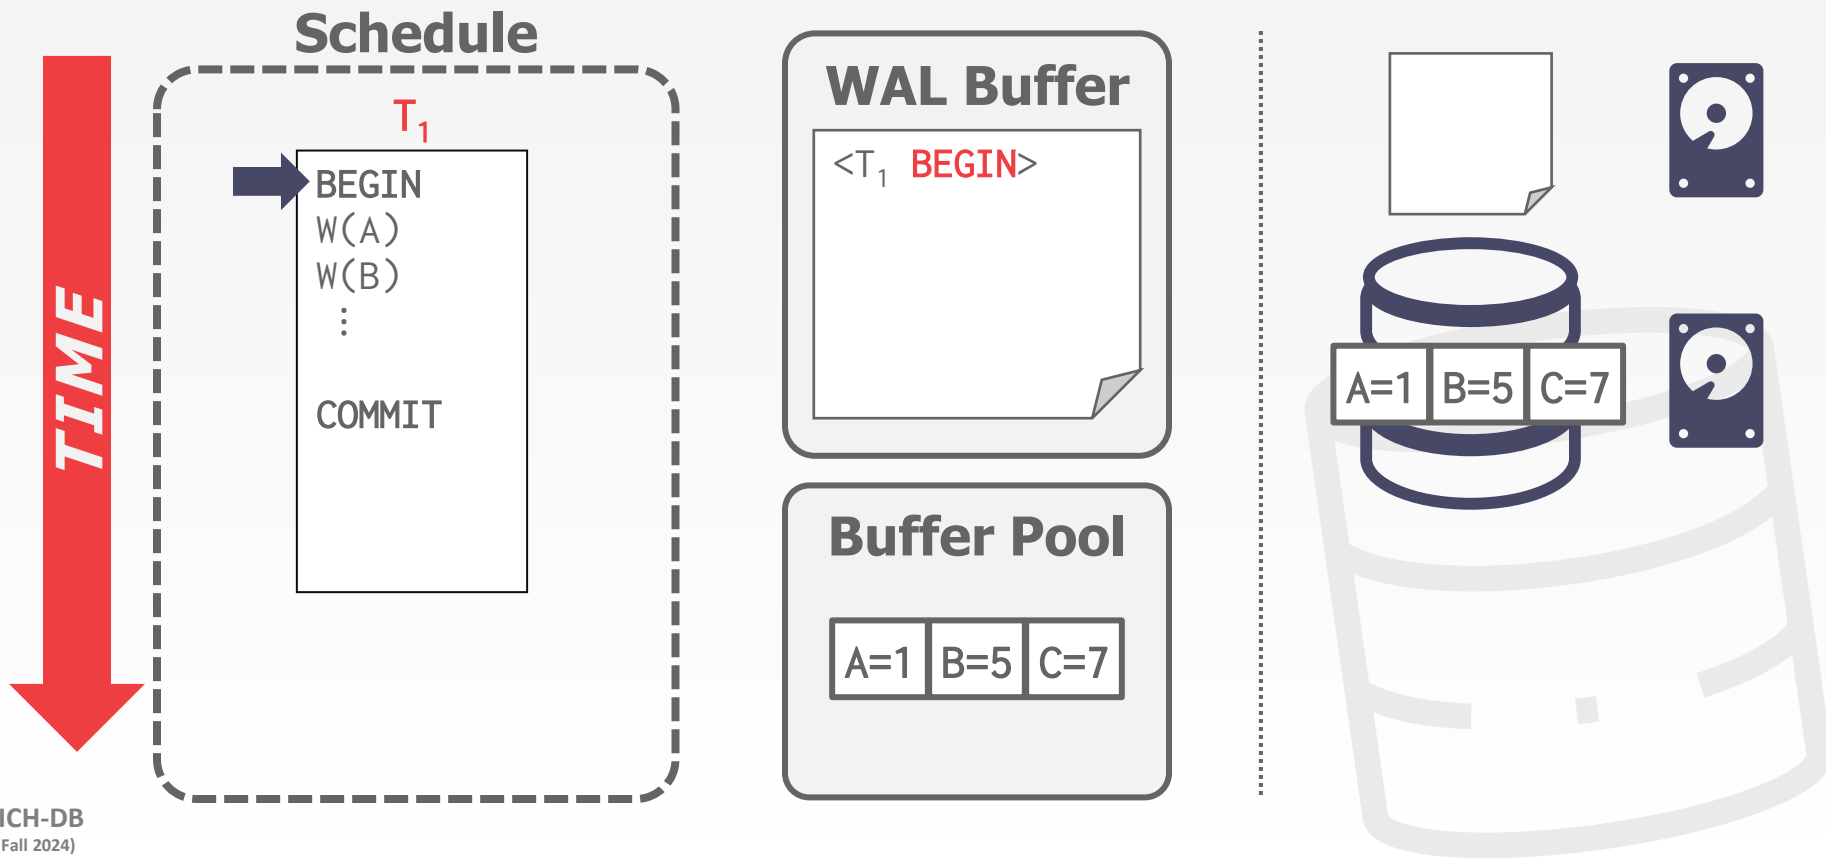 Schedule
TIME
T1
BEGIN
W(A)
W(B)
⋮
COMMIT
WAL Buffer
<T1 BEGIN>
Buffer Pool
A=1 B=5 C=7
A=1 B=5 C=7
ICH-DB
Fall 2024)